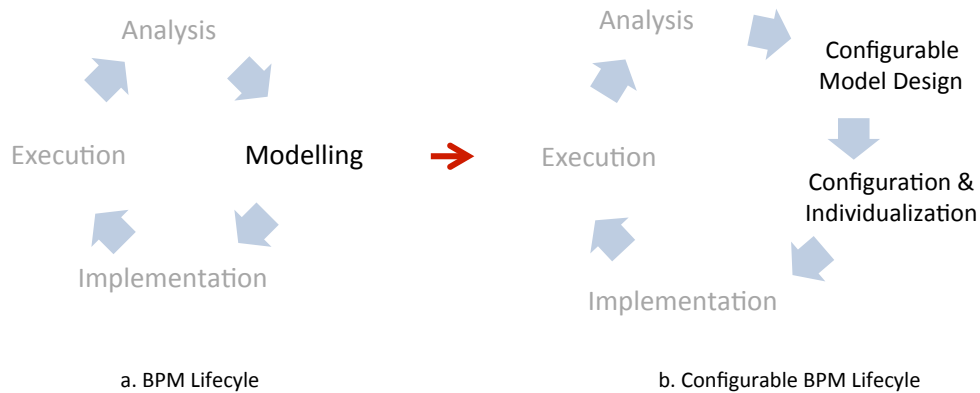 Analysis
Execution
Modelling
Implementation
a. BPM Lifecyle
Analysis
Configurable
Model Design
Execution
Configuration &
Individualization
Implementation
b. Configurable BPM Lifecyle